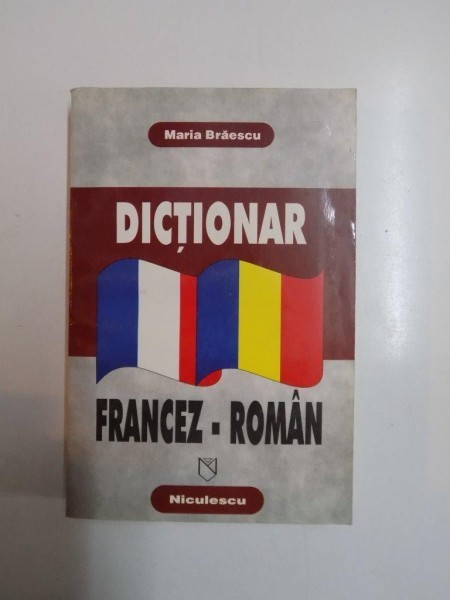 Maria Brăescu
DICȚIONAR
FRANCEZ - ROMÂN
Niculescu